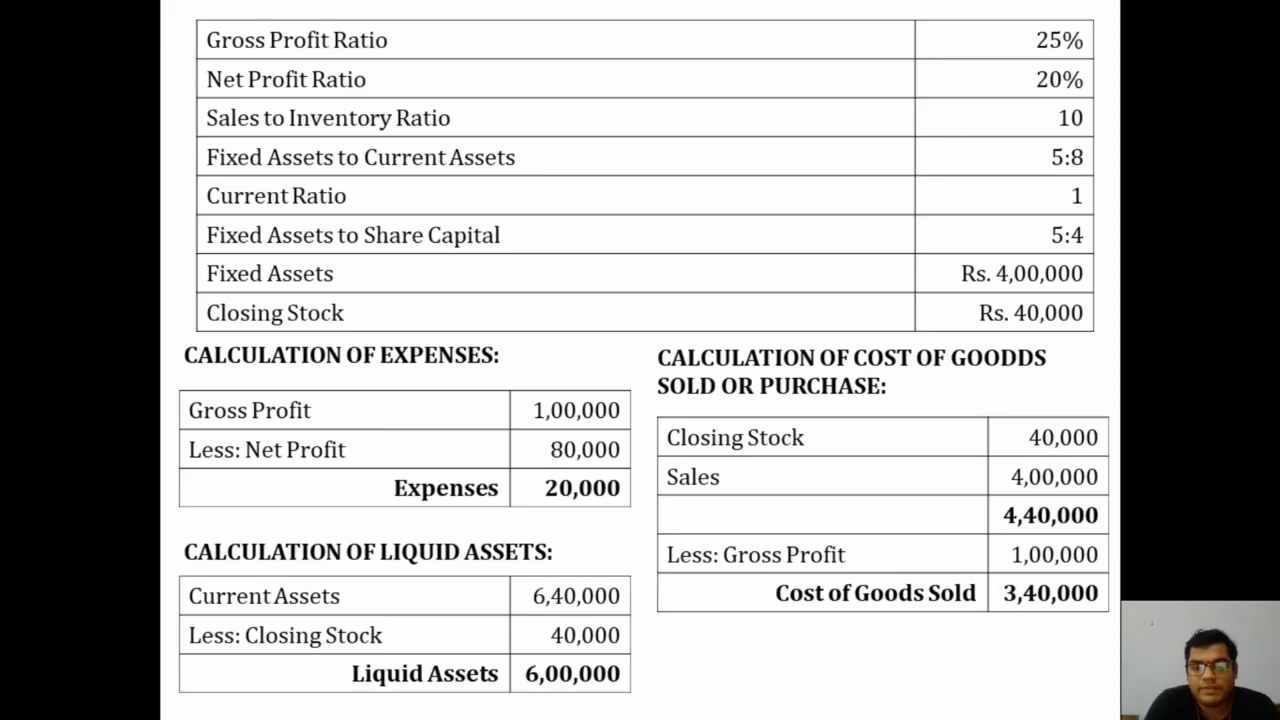 Gross Profit Ratio 25%
Net Profit Ratio 20%
Sales to Inventory Ratio 10
Fixed Assets to Current Assets 5:8
Current Ratio 1
Fixed Assets to Share Capital 5:4
Fixed Assets Rs. 4,00,000
Closing Stock Rs. 40,000
CALCULATION OF EXPENSES:
Gross Profit 1,00,000
Less: Net Profit 80,000
Expenses 20,000
CALCULATION OF LIQUID ASSETS:
Current Assets 6,40,000
Less: Closing Stock 40,000
Liquid Assets 6,00,000
CALCULATION OF COST OF GOODDS
SOLD OR PURCHASE:
Closing Stock 40,000
Sales 4,00,000
4,40,000
Less: Gross Profit 1,00,000
Cost of Goods Sold 3,40,000